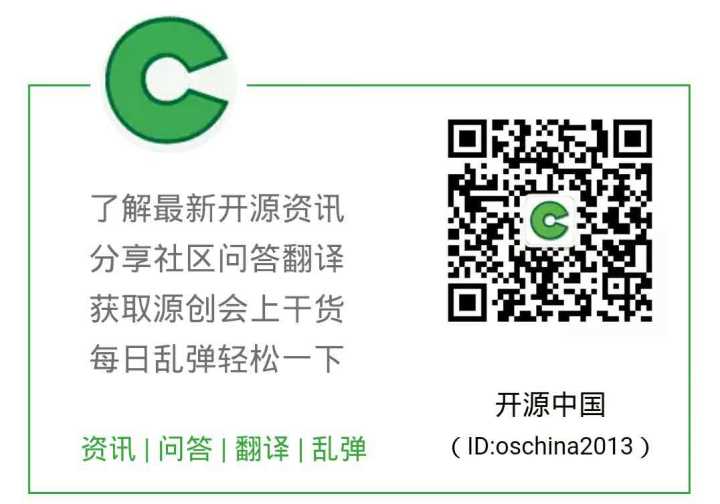 了解最新开源资讯
分享社区问答翻译
获取源创会上干货
每日乱弹轻松一下
资讯 | 问答 | 翻译 | 乱弹
开源中国
（ID:oschina2013）